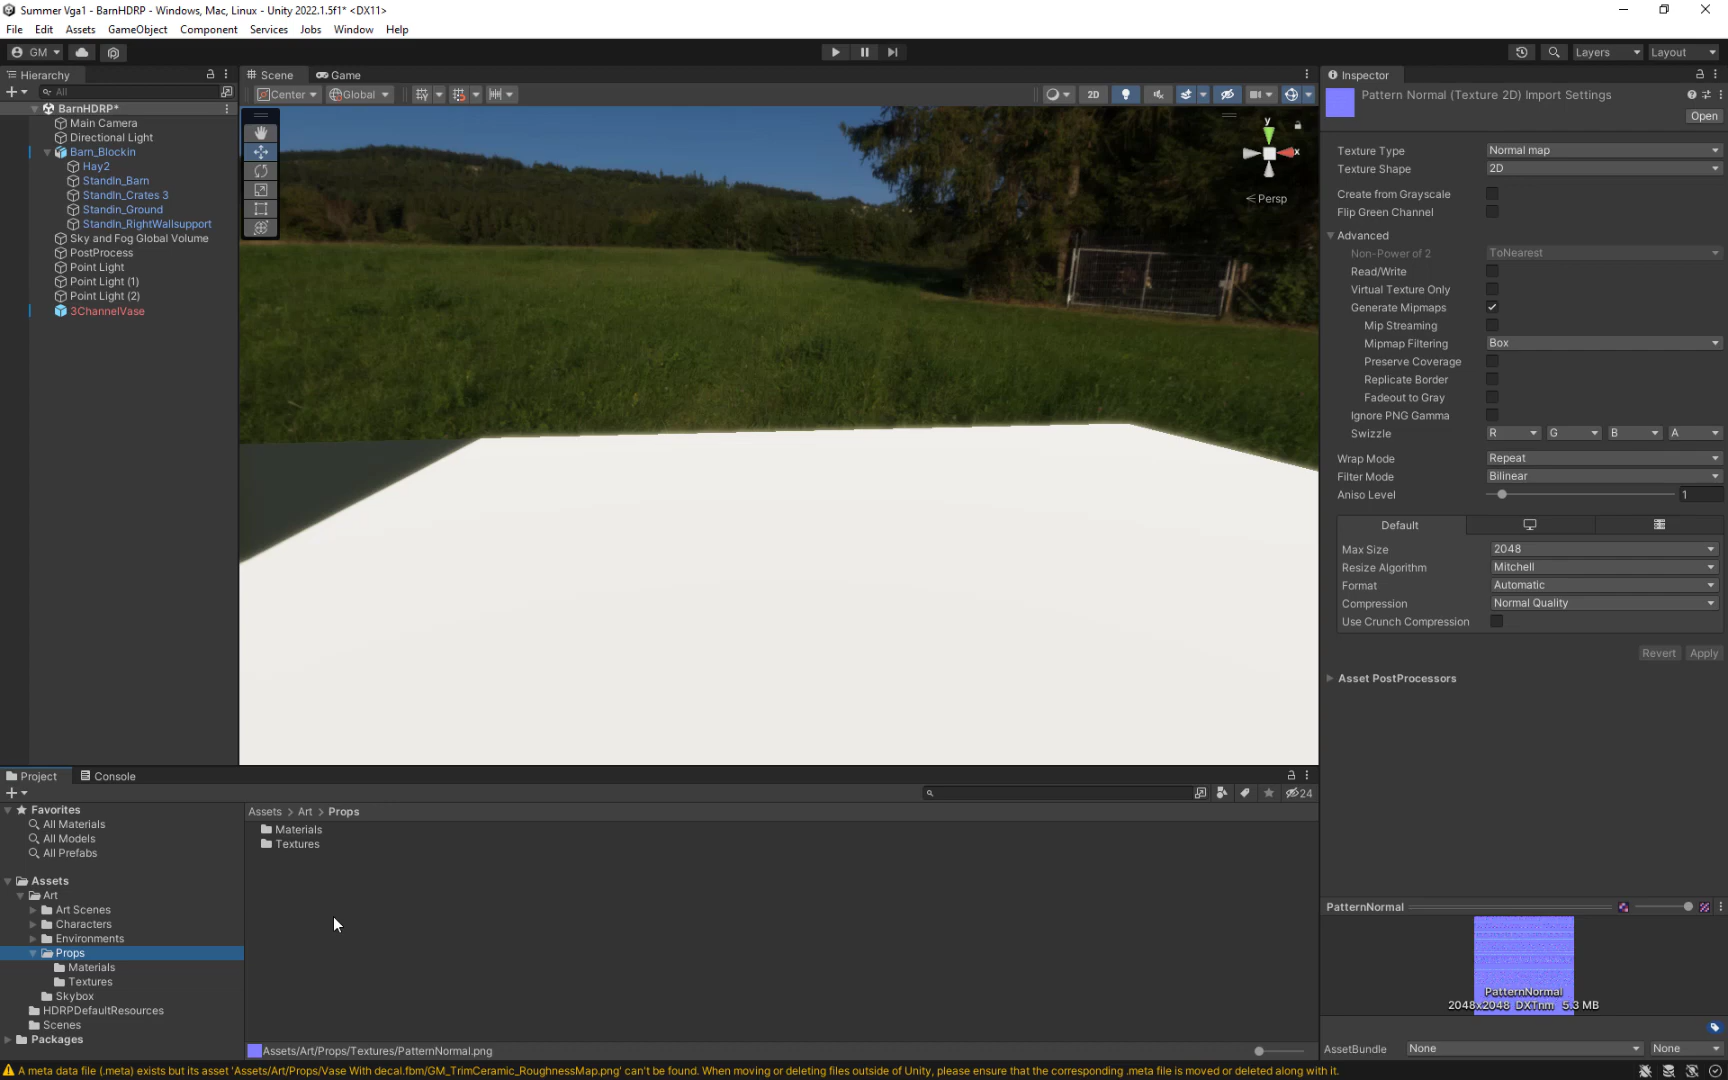 Summer Vga1 - BarnHDRP - Windows, Mac, Linux - Unity 2022.1.5f1* <DX11>
File Edit Assets GameObject Component Services Jobs Window Help
GM Layers Layout
Hierarchy Scene Game Inspector
All Center Global 2D
BarnHDRP*
Main Camera
Directional Light
Barn_Blockin
Hay2
StandIn_Barn
StandIn_Crates 3
Standin_Ground
StandIn_RightWallsupport
Sky and Fog Global Volume
PostProcess
Point Light
Point Light (1)
Point Light (2)
3ChannelVase
y
x
Persp
Pattern Normal (Texture 2D) Import Settings
Open
Texture Type Normal map
Texture Shape 2D
Create from Grayscale
Flip Green Channel
Advanced
Non-Power of 2 ToNearest
Read/Write
Virtual Texture Only
Generate Mipmaps
Mip Streaming
Mipmap Filtering Box
Preserve Coverage
Replicate Border
Fadeout to Gray
Ignore PNG Gamma
Swizzle R G B A
Wrap Mode Repeat
Filter Mode Bilinear
Aniso Level 1
Default
Max Size 2048
Resize Algorithm Mitchell
Format Automatic
Compression Normal Quality
Use Crunch Compression
Revert Apply
Asset PostProcessors
Project Console
24
Favorites
All Materials
All Models
All Prefabs
Assets
Art
Art Scenes
Characters
Environments
Props
Materials
Textures
Skybox
HDRPDefaultResources
Scenes
Packages
Assets > Art > Props
Materials
Textures
Assets/Art/Props/Textures/PatternNormal.png
PatternNormal
PatternNormal
2048x2048 DXTnm 5.3 MB
AssetBundle None None
A meta data file (.meta) exists but its asset 'Assets/Art/Props/Vase With decal.fbm/GM_TrimCeramic_RoughnessMap.png' can't be found. When moving or deleting files outside of Unity, please ensure that the corresponding .meta file is moved or deleted along with it.